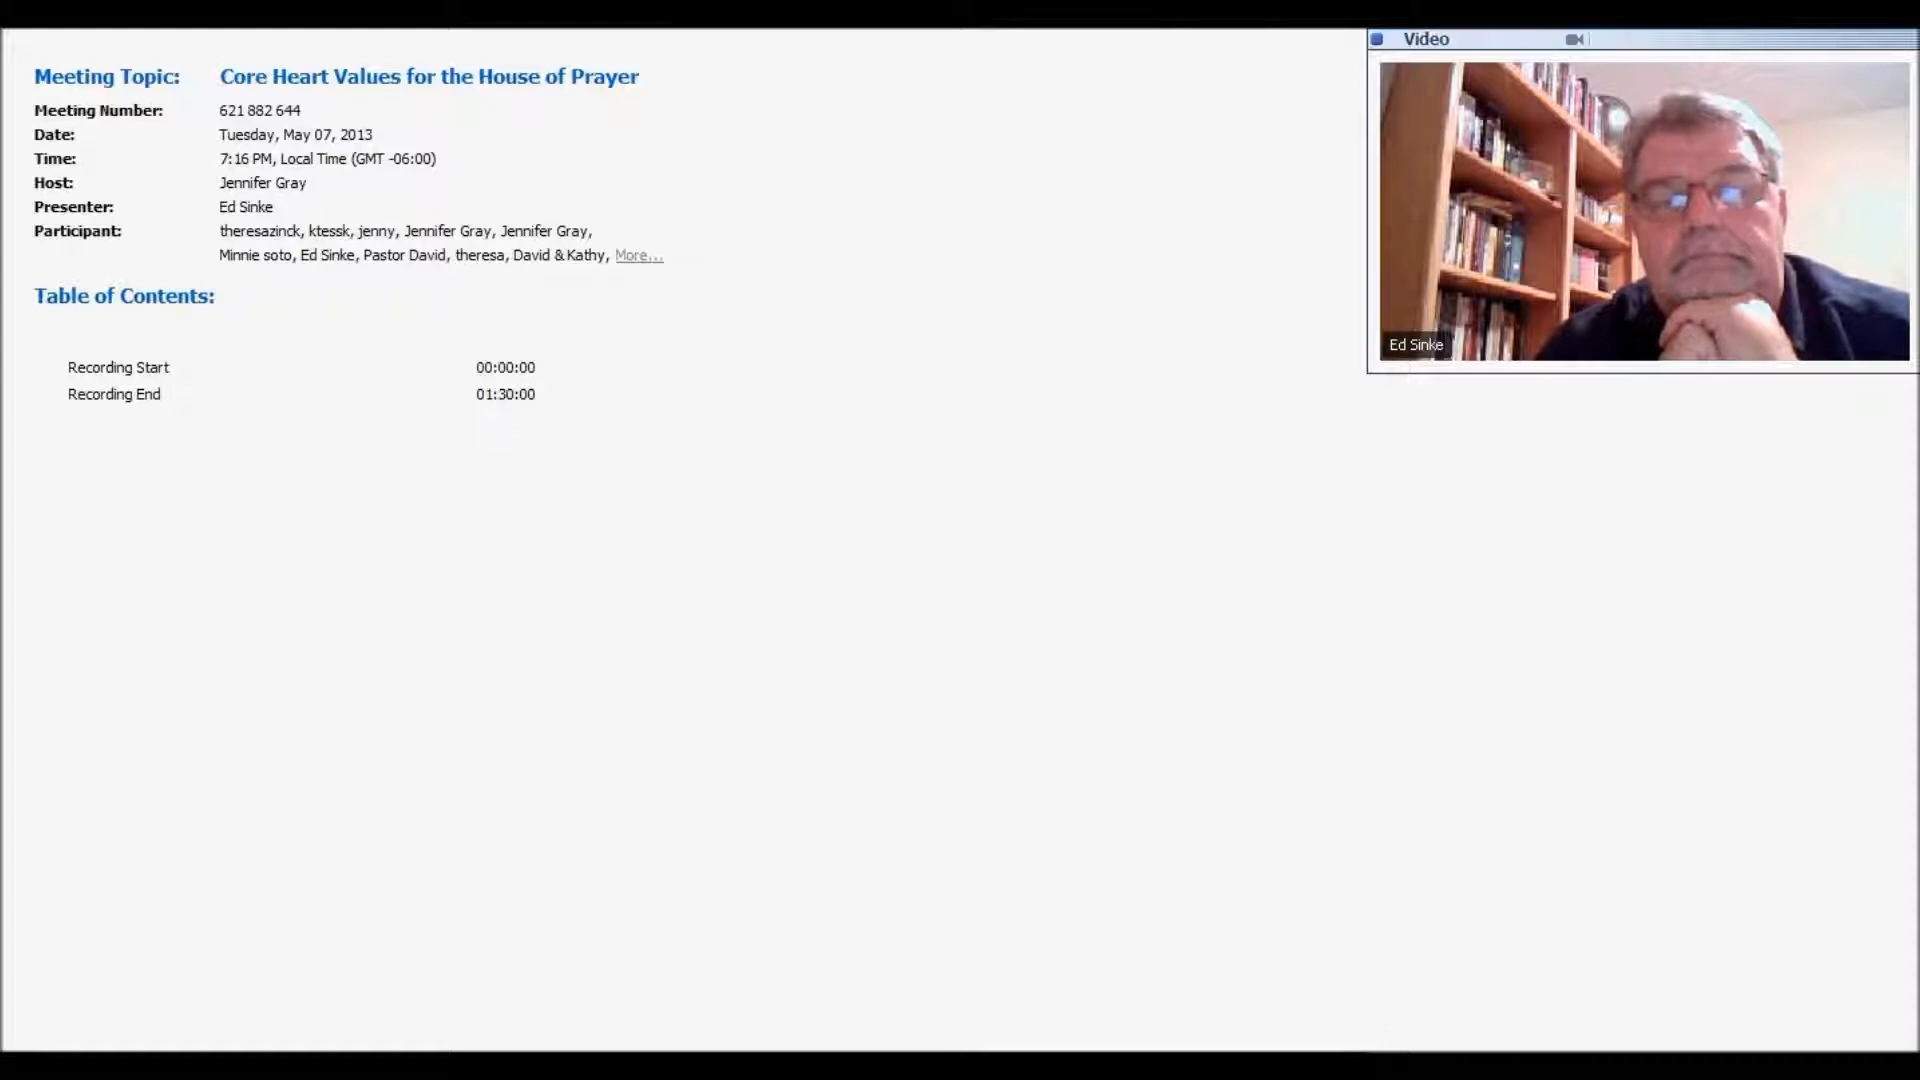 Meeting Topic: Core Heart Values for the House of Prayer
Meeting Number: 621 882 644
Date: Tuesday, May 07, 2013
Time: 7:16 PM, Local Time (GMT -06:00)
Host: Jennifer Gray
Presenter: Ed Sinke
Participant: theresazinck, ktessk, jenny, Jennifer Gray, Jennifer Gray,
Minnie soto, Ed Sinke, Pastor David, theresa, David & Kathy, More...
Table of Contents:
Recording Start 00:00:00
Recording End 01:30:00
Video
Ed Sinke